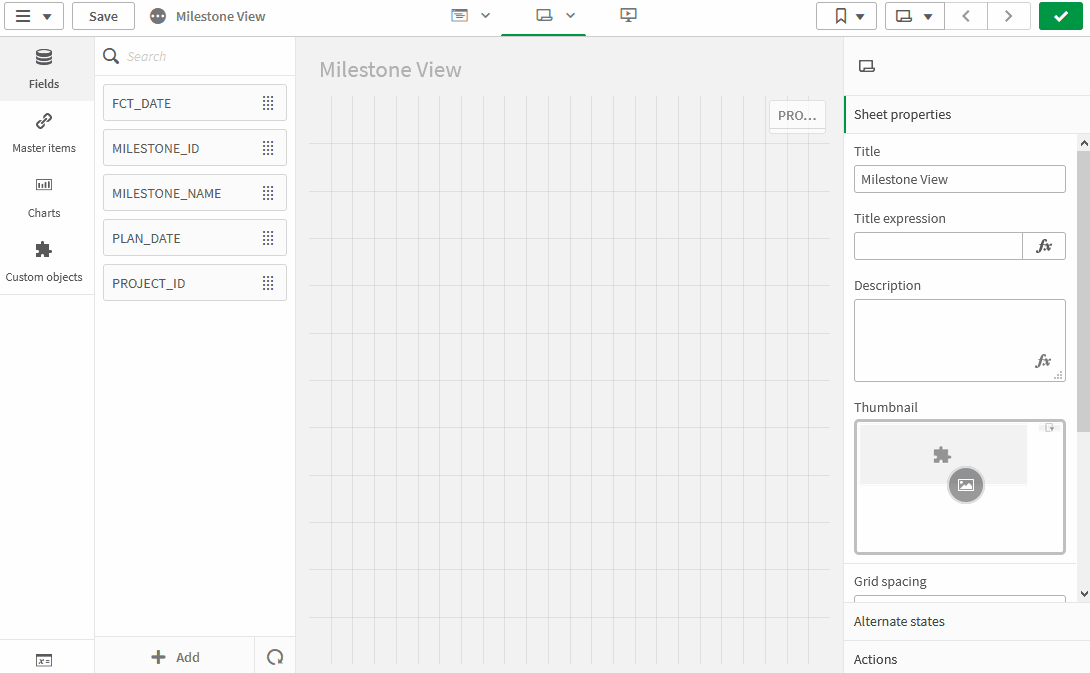 Save
Milestone View
Fields
Master items
Charts
Custom objects
Search
FCT_DATE
MILESTONE_ID
MILESTONE_NAME
PLAN_DATE
PROJECT_ID
Add
Milestone View
PRO...
Sheet properties
Title
Milestone View
Title expression
fx
Description
fx
Thumbnail
Grid spacing
Alternate states
Actions